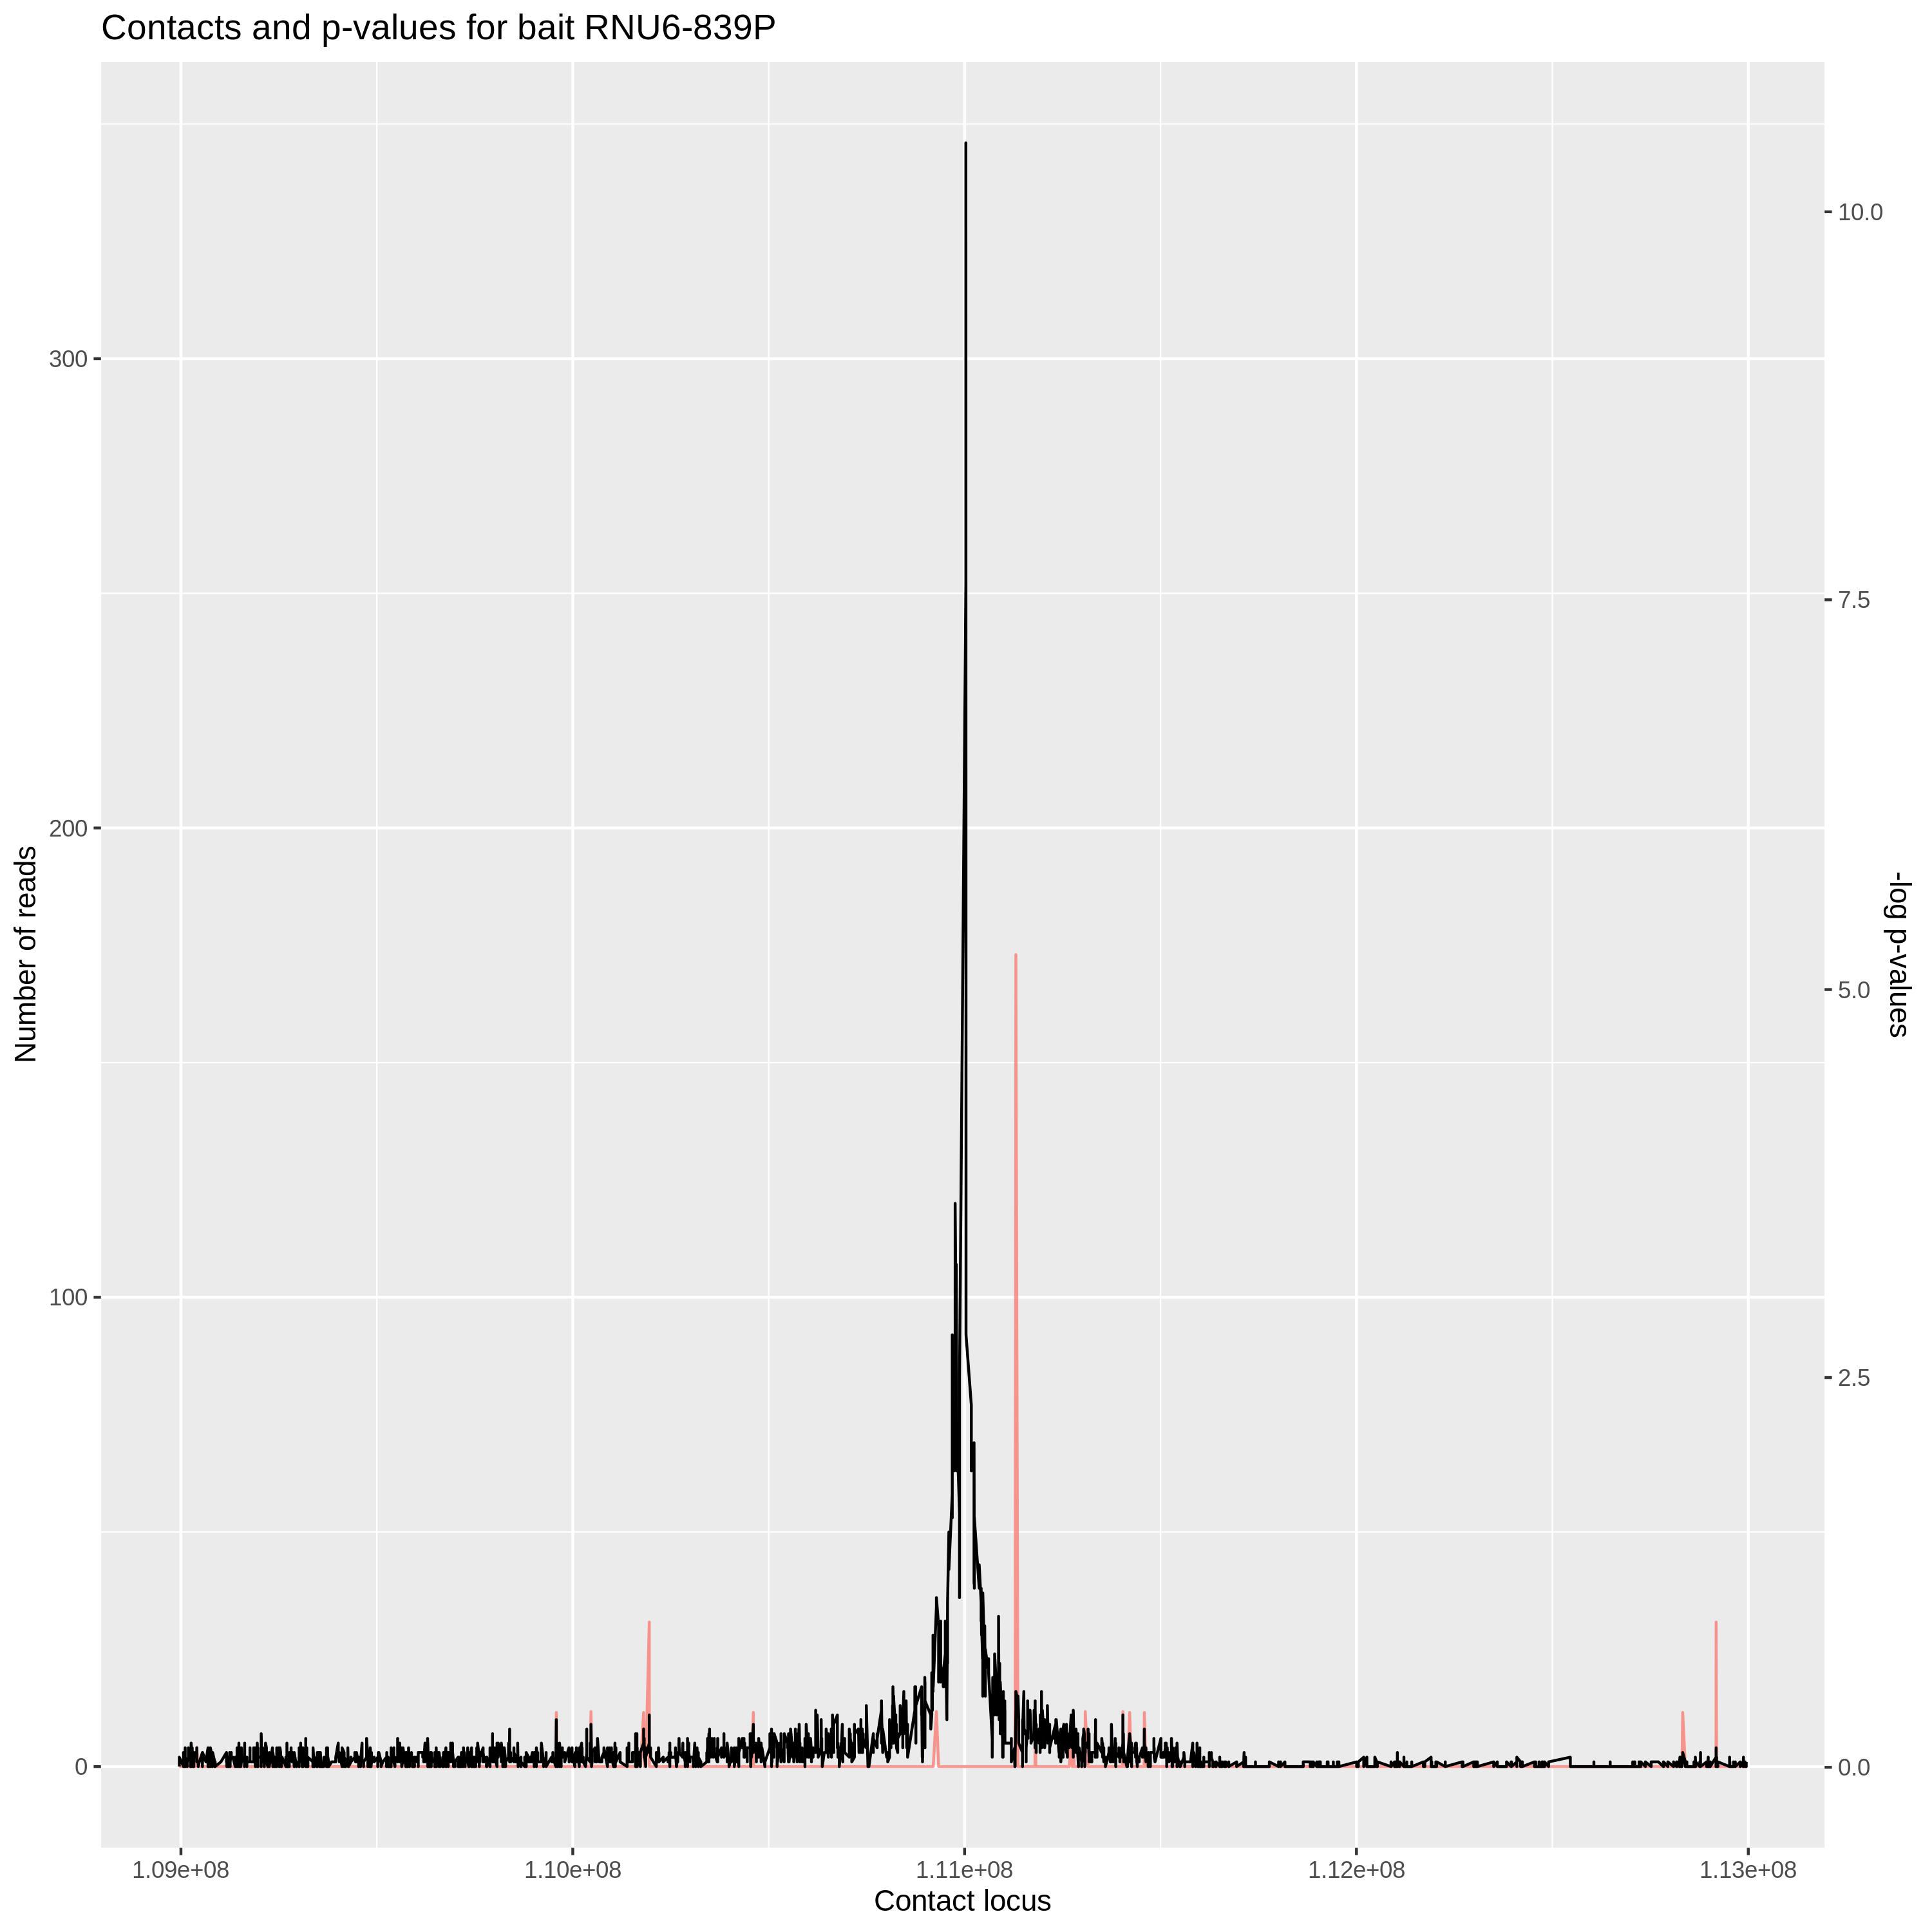 Contacts and p-values for bait RNU6-839P
300
200
100
0
Number of reads
10.0
7.5
5.0
2.5
0.0
-log p-values
1.09e+08 1.10e+08 1.11e+08 1.12e+08 1.13e+08
Contact locus